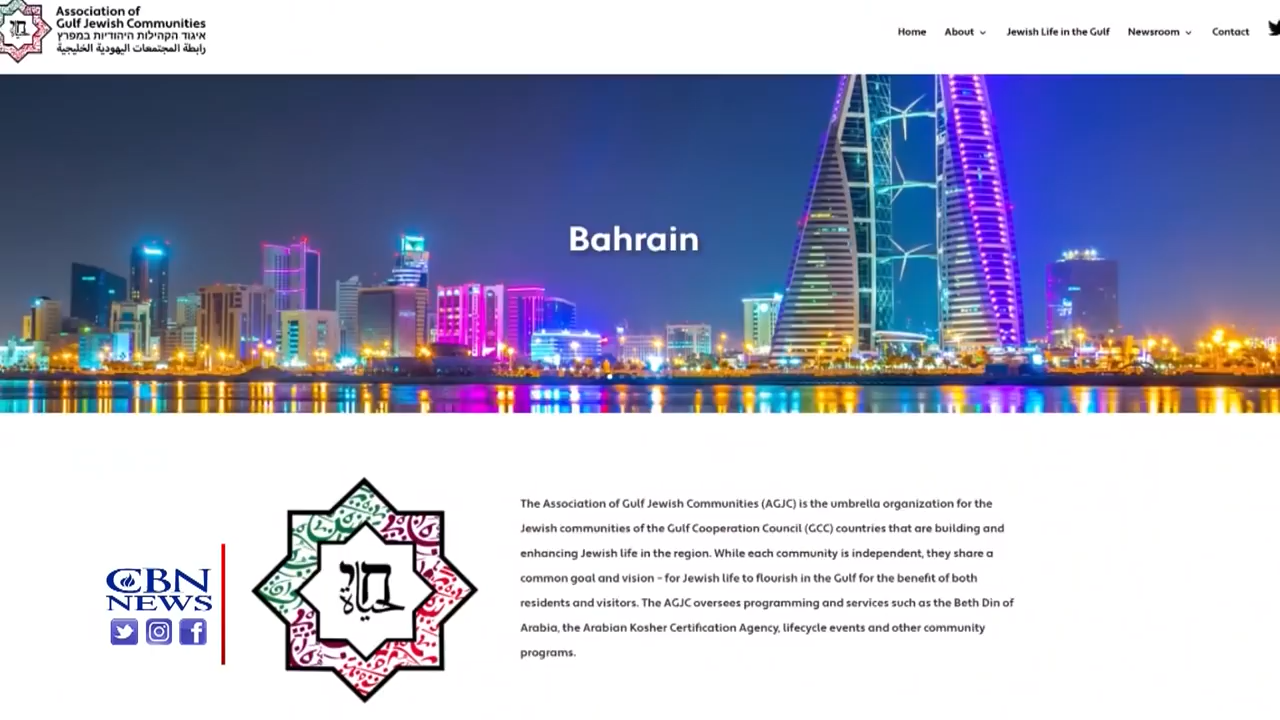 Association of
Gulf Jewish Communities
איגוד הקהילות היהודיות במפרץ
رابطة المجتمعات اليهودية الخليجية
Home About Jewish Life in the Gulf Newsroom Contact
Bahrain
The Association of Gulf Jewish Communities (AGJC) is the umbrella organization for the
Jewish communities of the Gulf Cooperation Council (GCC) countries that are building and
enhancing Jewish life in the region. While each community is independent, they share a
common goal and vision – for Jewish life to flourish in the Gulf for the benefit of both
residents and visitors. The AGJC oversees programming and services such as the Beth Din of
Arabia, the Arabian Kosher Certification Agency, lifecycle events and other community
programs.
CBN
NEWS
חי
حياة